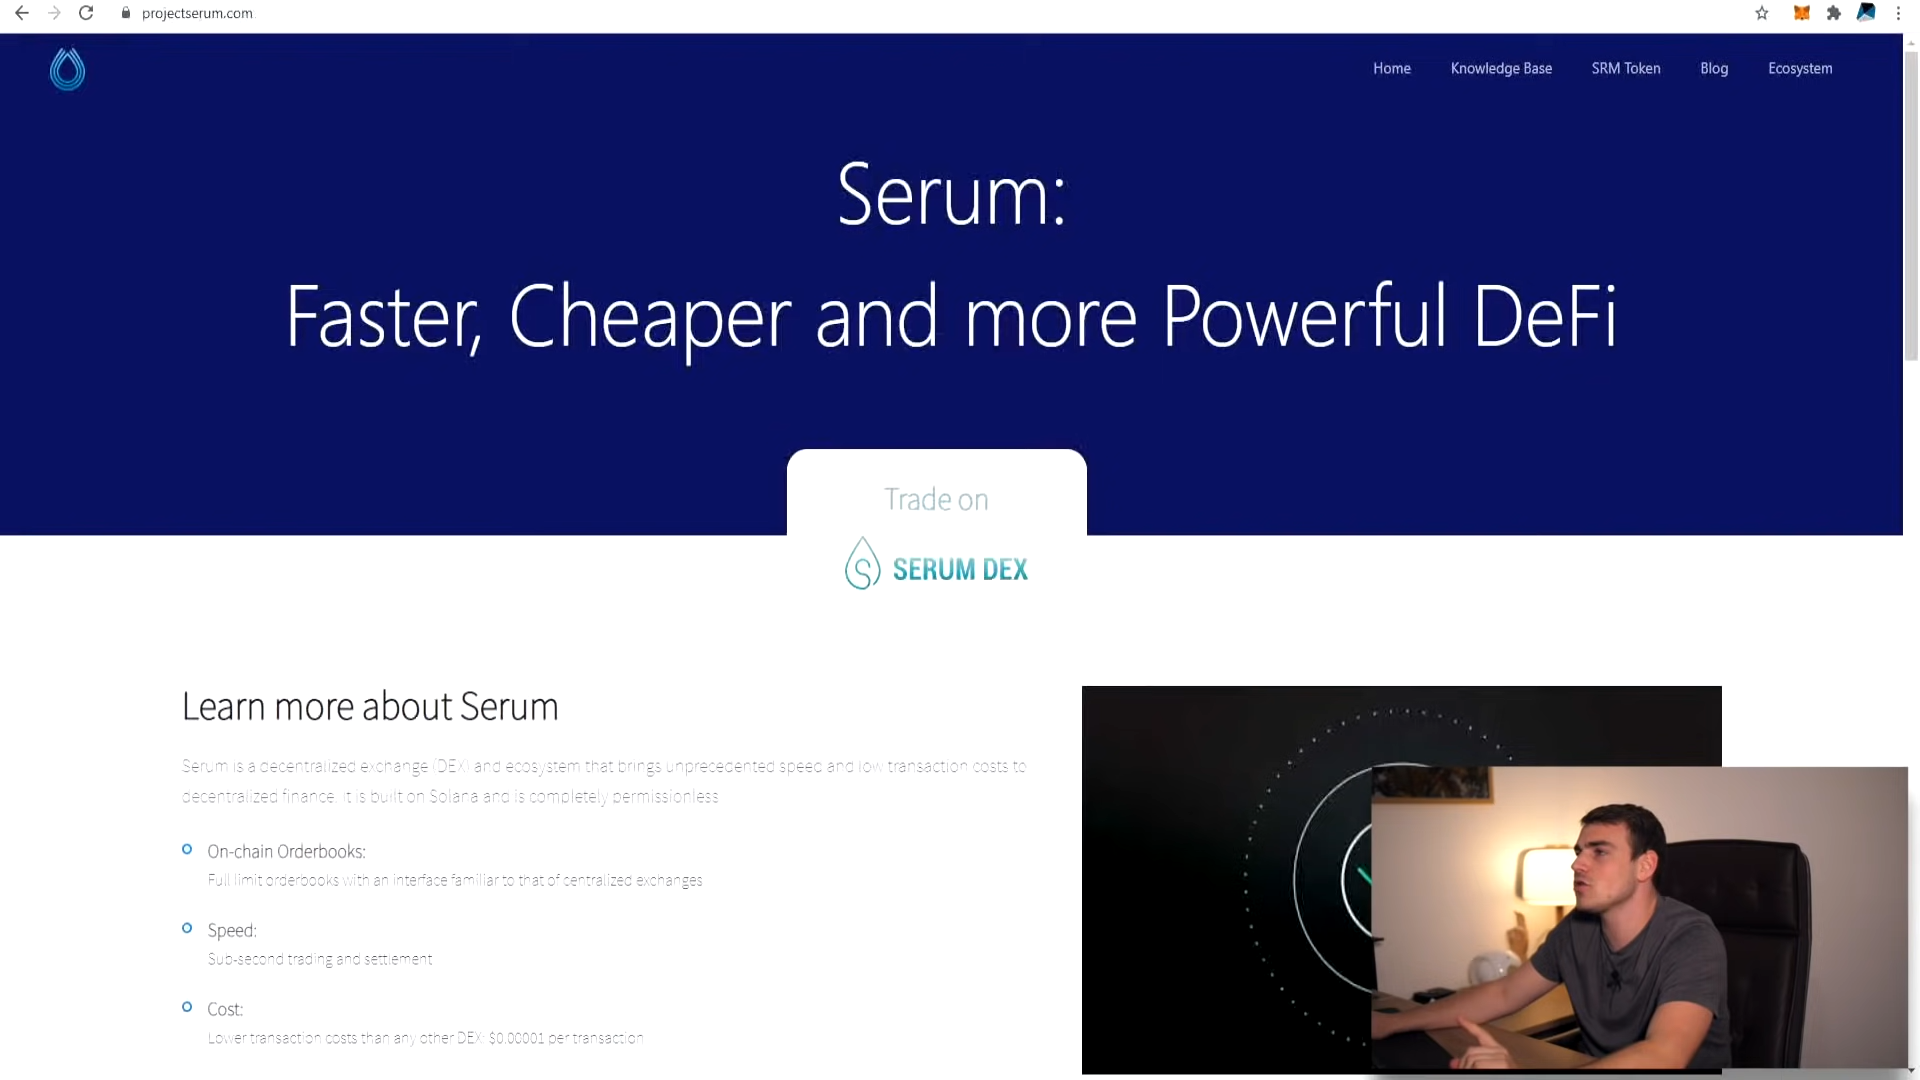 projectserum.com
Home Knowledge Base SRM Token Blog Ecosystem
Serum:
Faster, Cheaper and more Powerful DeFi
Trade on
SERUM DEX
Learn more about Serum
Serum is a decentralized exchange (DEX) and ecosystem that brings unprecedented speed and low transaction costs to
decentralized finance. It is built on Solana and is completely permissionless
On-chain Orderbooks:
Full limit orderbooks with an interface familiar to that of centralized exchanges
Speed:
Sub-second trading and settlement
Cost:
Lower transaction costs than any other DEX: $0.00001 per transaction